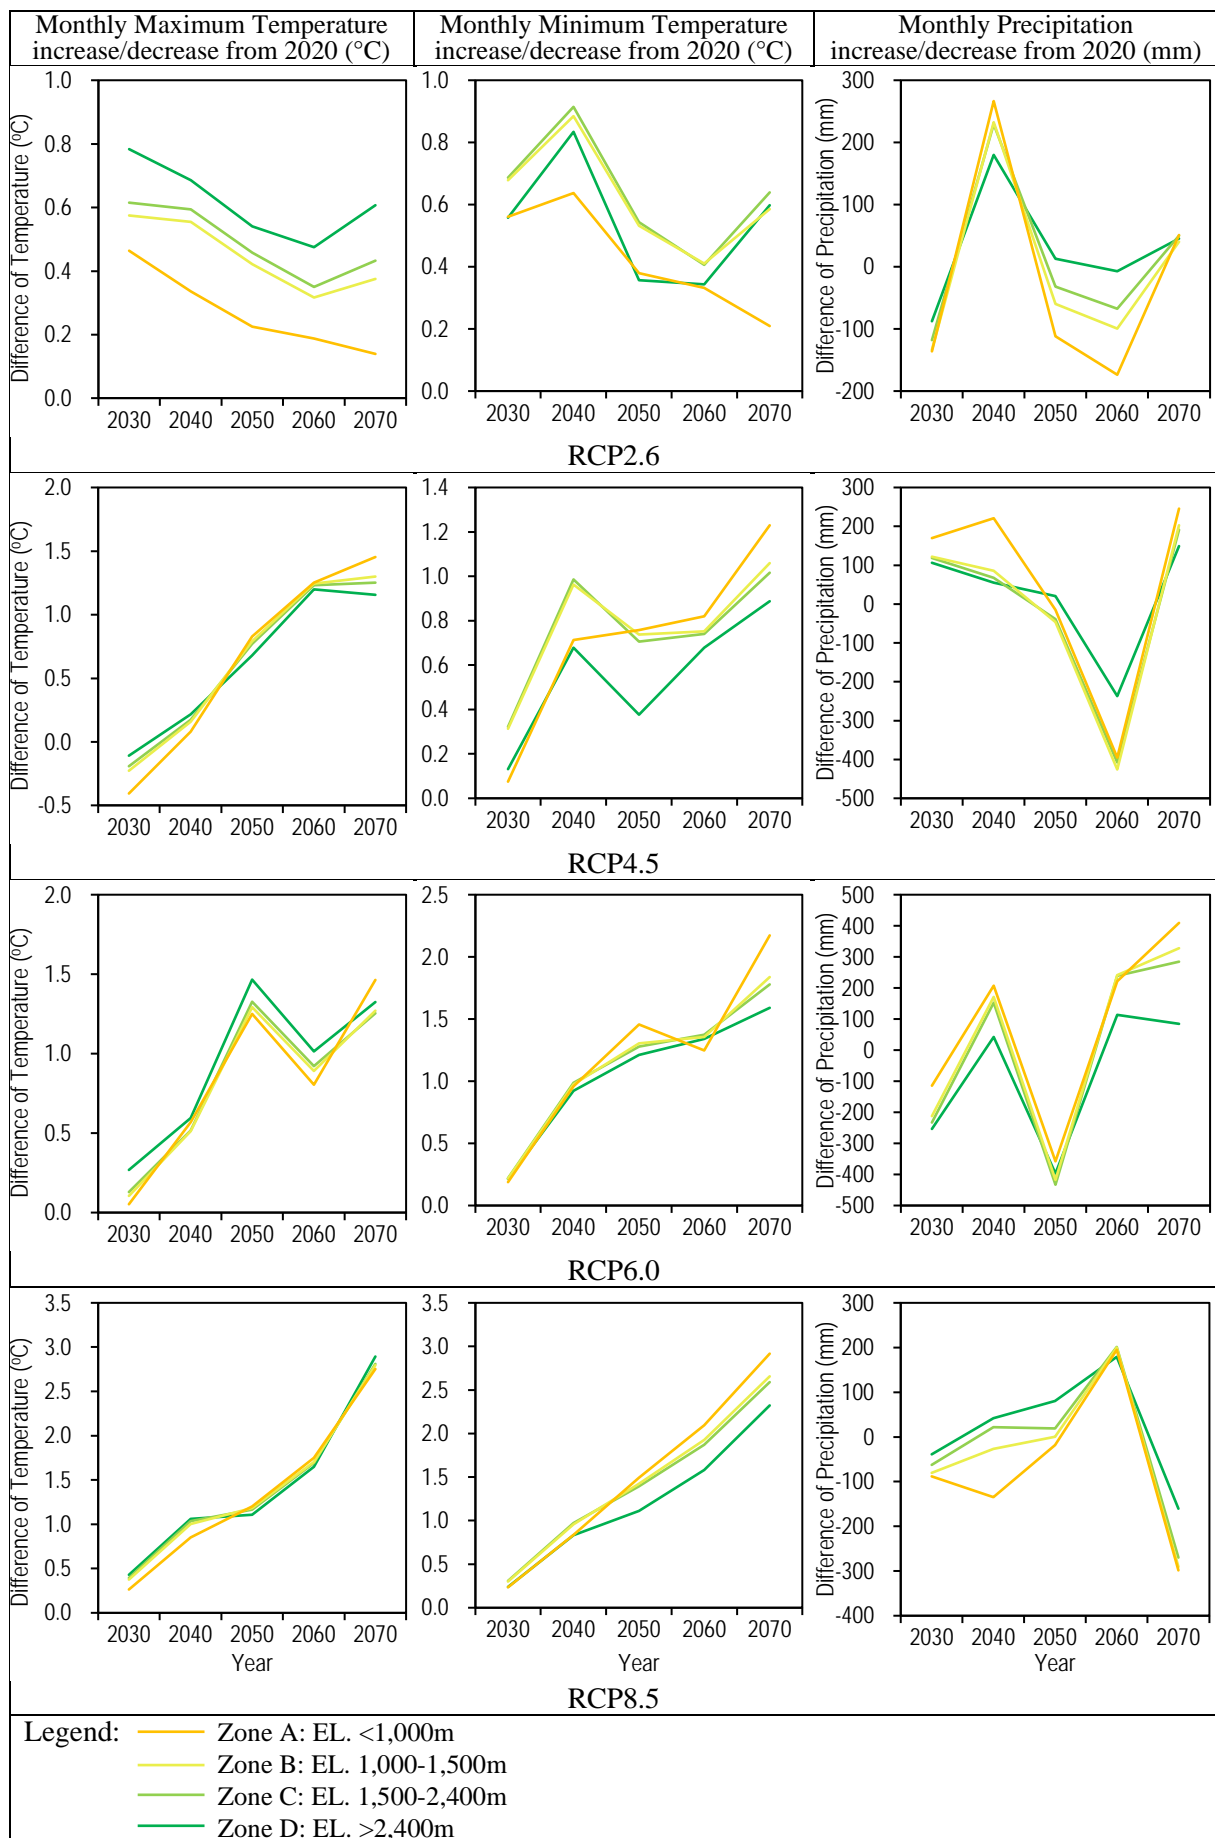 Monthly Maximum Temperature
increase/decrease from 2020 (°C)
Monthly Minimum Temperature
increase/decrease from 2020 (°C)
Monthly Precipitation
increase/decrease from 2020 (mm)
Difference of Temperature (ºC)
1.0
0.8
0.6
0.4
0.2
0.0
2030 2040 2050 2060 2070
1.0
0.8
0.6
0.4
0.2
0.0
2030 2040 2050 2060 2070
Difference of Precipitation (mm)
300
200
100
0
-100
-200
2030 2040 2050 2060 2070
RCP2.6
Difference of Temperature (ºC)
2.0
1.5
1.0
0.5
0.0
-0.5
2030 2040 2050 2060 2070
1.4
1.2
1.0
0.8
0.6
0.4
0.2
0.0
2030 2040 2050 2060 2070
Difference of Precipitation (mm)
300
200
100
0
-100
-200
-300
-400
-500
2030 2040 2050 2060 2070
RCP4.5
Difference of Temperature (ºC)
2.0
1.5
1.0
0.5
0.0
2030 2040 2050 2060 2070
2.5
2.0
1.5
1.0
0.5
0.0
2030 2040 2050 2060 2070
Difference of Precipitation (mm)
500
400
300
200
100
0
-100
-200
-300
-400
-500
2030 2040 2050 2060 2070
RCP6.0
Difference of Temperature (ºC)
3.5
3.0
2.5
2.0
1.5
1.0
0.5
0.0
2030 2040 2050 2060 2070
Year
3.5
3.0
2.5
2.0
1.5
1.0
0.5
0.0
2030 2040 2050 2060 2070
Year
Difference of Precipitation (mm)
300
200
100
0
-100
-200
-300
-400
2030 2040 2050 2060 2070
Year
RCP8.5
Legend:
Zone A: EL. <1,000m
Zone B: EL. 1,000-1,500m
Zone C: EL. 1,500-2,400m
Zone D: EL. >2,400m